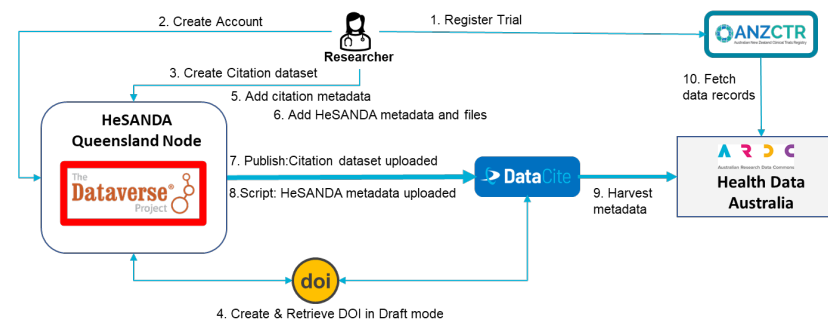 2. Create Account
1. Register Trial
Researcher
ANZCTR
Australian New Zealand Clinical Trials Registry
3. Create Citation dataset
5. Add citation metadata
6. Add HeSANDA metadata and files
10. Fetch
data records
HeSANDA
Queensland Node
The
Dataverse®
Project
7. Publish:Citation dataset uploaded
8.Script: HeSANDA metadata uploaded
DataCite
9. Harvest
metadata
A R D C
Australian Research Data Commons
Health Data
Australia
doi
4. Create & Retrieve DOI in Draft mode